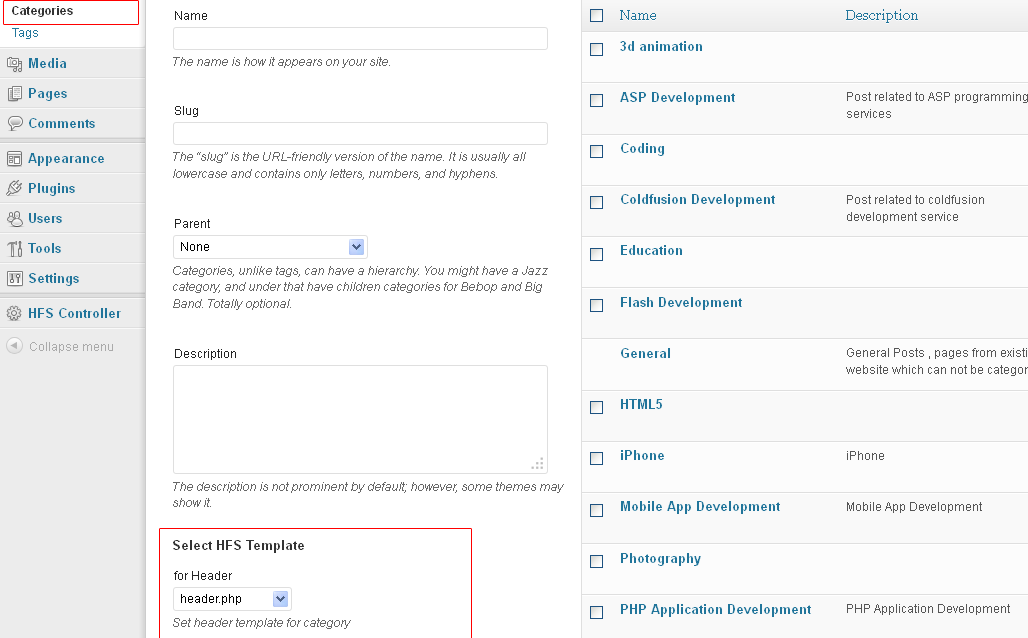 Categories
Tags
Media
Pages
Comments
Appearance
Plugins
Users
Tools
Settings
HFS Controller
Collapse menu
Name
The name is how it appears on your site.
Slug
The “slug” is the URL-friendly version of the name. It is usually all
lowercase and contains only letters, numbers, and hyphens.
Parent
None
Categories, unlike tags, can have a hierarchy. You might have a Jazz
category, and under that have children categories for Bebop and Big
Band. Totally optional.
Description
The description is not prominent by default; however, some themes may
show it.
Select HFS Template
for Header
header.php
Set header template for category
Name Description
3d animation
ASP Development
Post related to ASP programming
services
Coding
Coldfusion Development
Post related to coldfusion
development service
Education
Flash Development
General
General Posts , pages from existi
website which can not be categor
HTML5
iPhone iPhone
Mobile App Development Mobile App Development
Photography
PHP Application Development PHP Application Development